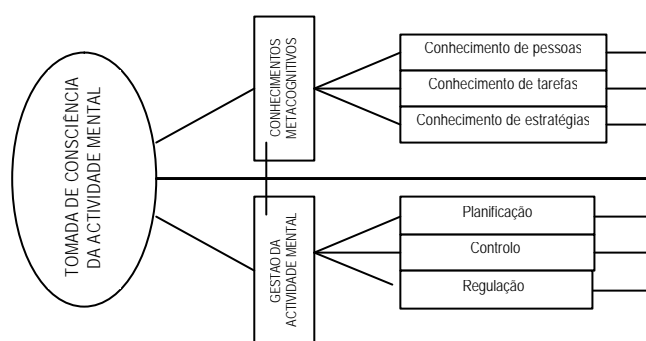 TOMADA DE CONSCIÊNCIA
DA ACTIVIDADE MENTAL
CONHECIMENTOS
METACOGNITIVOS
Conhecimento de pessoas
Conhecimento de tarefas
Conhecimento de estratégias
GESTAO DA
ACTIVIDADE MENTAL
Planificação
Controlo
Regulação